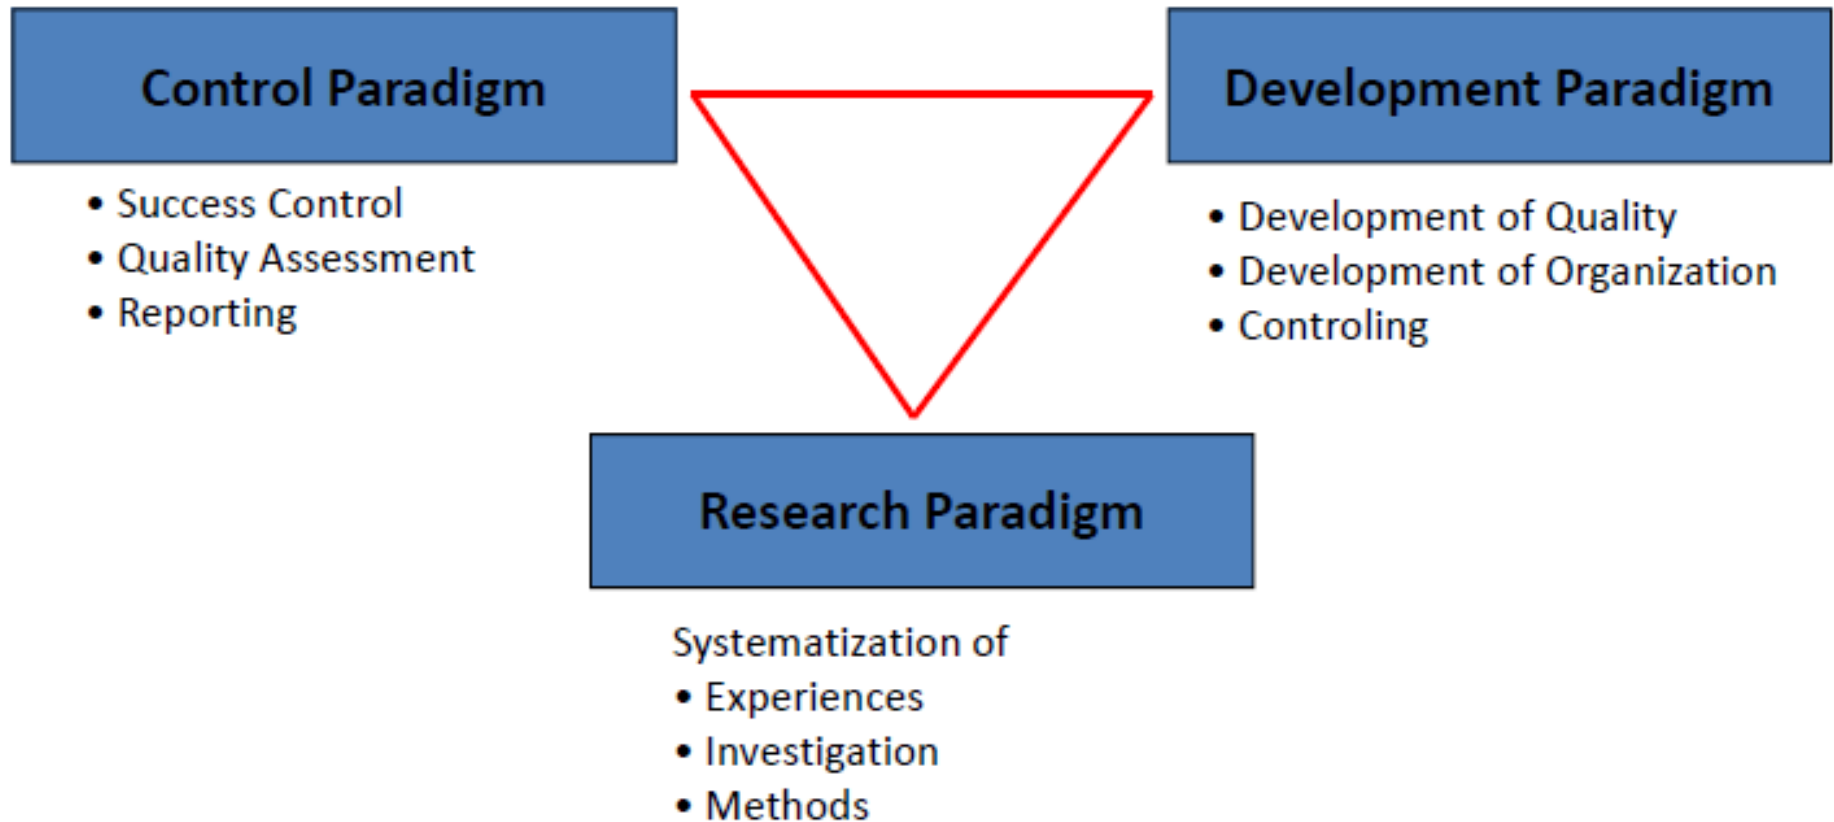 Control Paradigm
• Success Control
• Quality Assessment
• Reporting
Development Paradigm
• Development of Quality
• Development of Organization
• Controling
Research Paradigm
Systematization of
• Experiences
• Investigation
• Methods